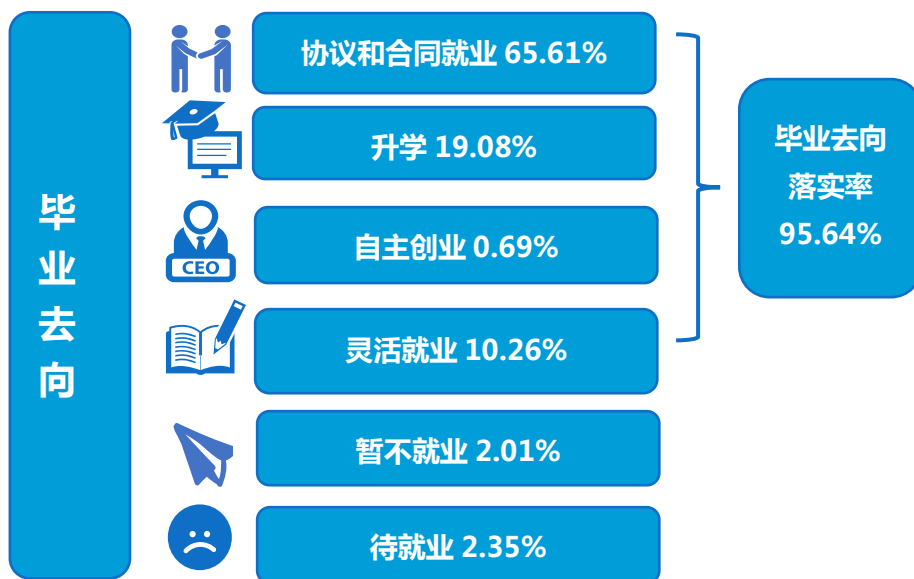 毕业去向
协议和合同就业 65.61%
升学 19.08%
CEO
自主创业 0.69%
灵活就业 10.26%
暂不就业 2.01%
待就业 2.35%
毕业去向
落实率
95.64%